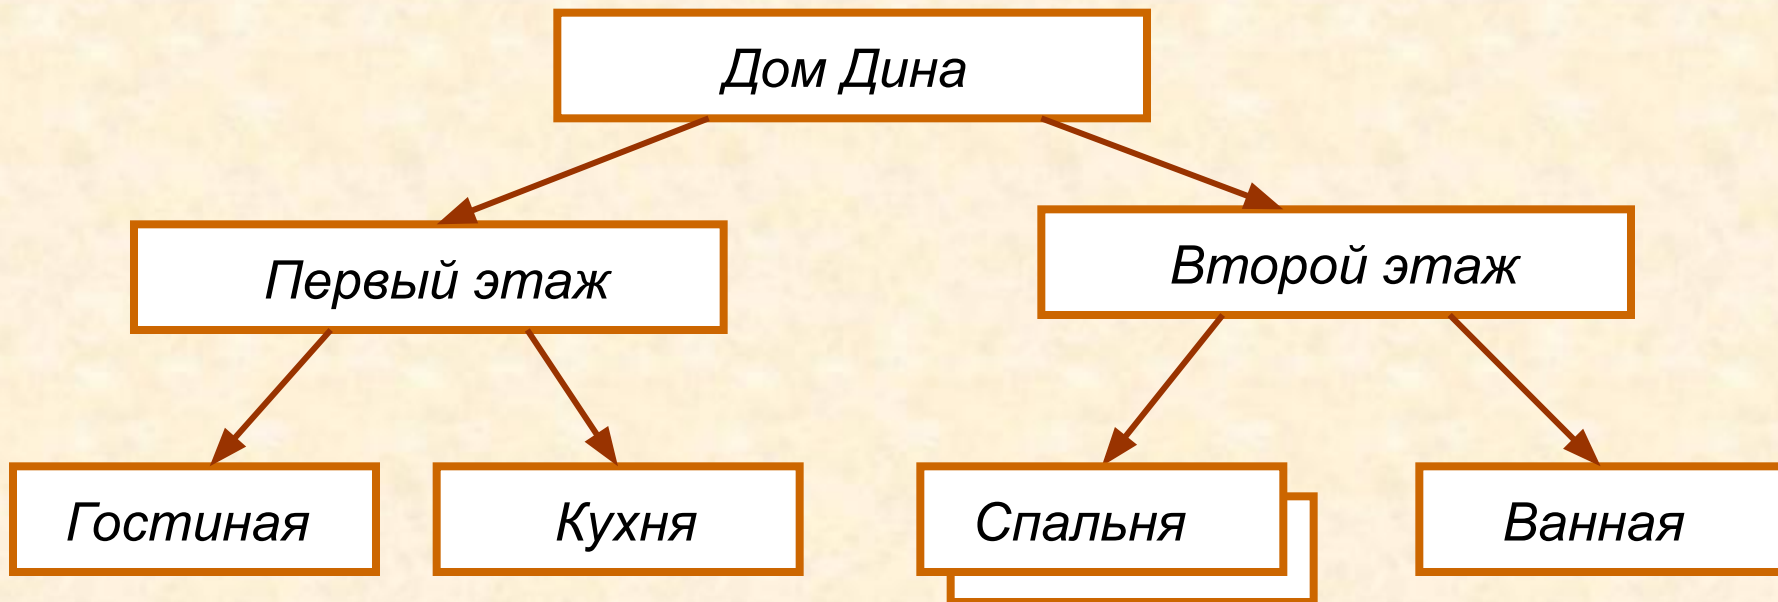 Дом Дина
Первый этаж
Второй этаж
Гостиная
Кухня
Спальня
Ванная